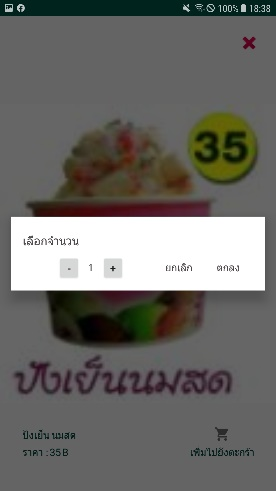 100% 18:38
35
เลือกจำนวน
- 1 + ยกเลิก ตกลง
ปังเย็นนมสด
ปังเย็น นมสด
ราคา : 35 B เพิ่มไปยังตะกร้า